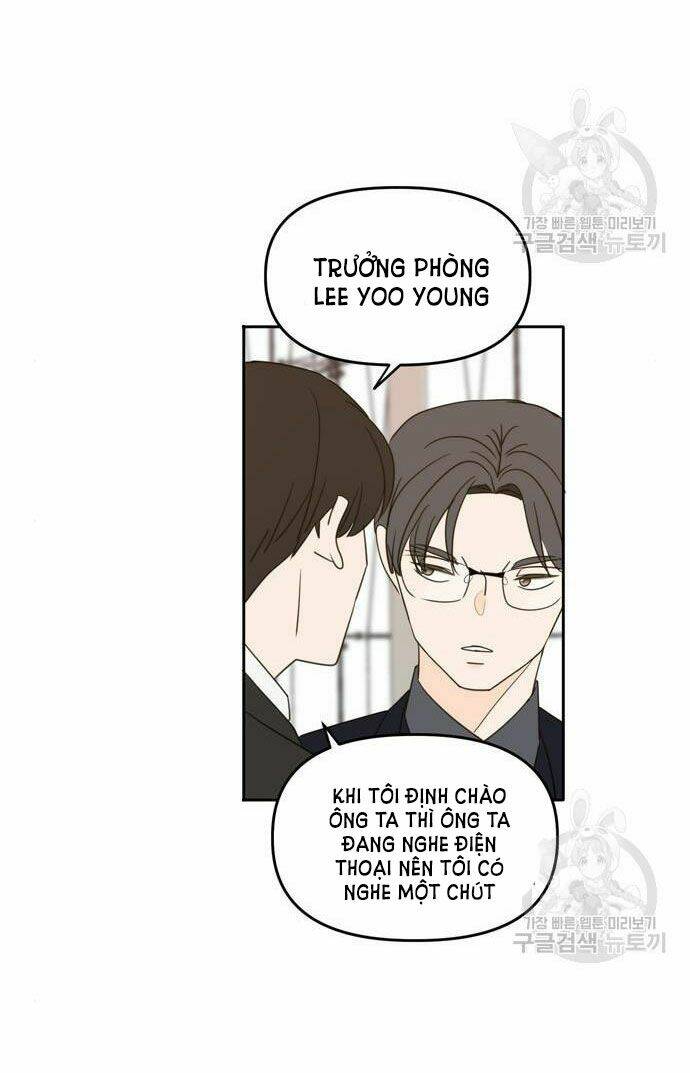 가장 빠른 웹툰 미리보기
구글검색 뉴토끼
TRƯỞNG PHÒNG
LEE YOO YOUNG
KHI TÔI ĐỊNH CHÀO
ÔNG TA THÌ ÔNG TA
ĐANG NGHE ĐIỆN
THOẠI NÊN TÔI CÓ
NGHE MỘT CHÚT
가장 빠른 웹툰 미리보기
구글검색 뉴토끼